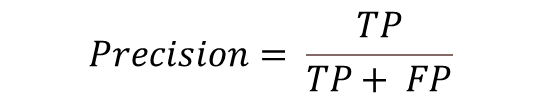 Precision = TP / TP + FP